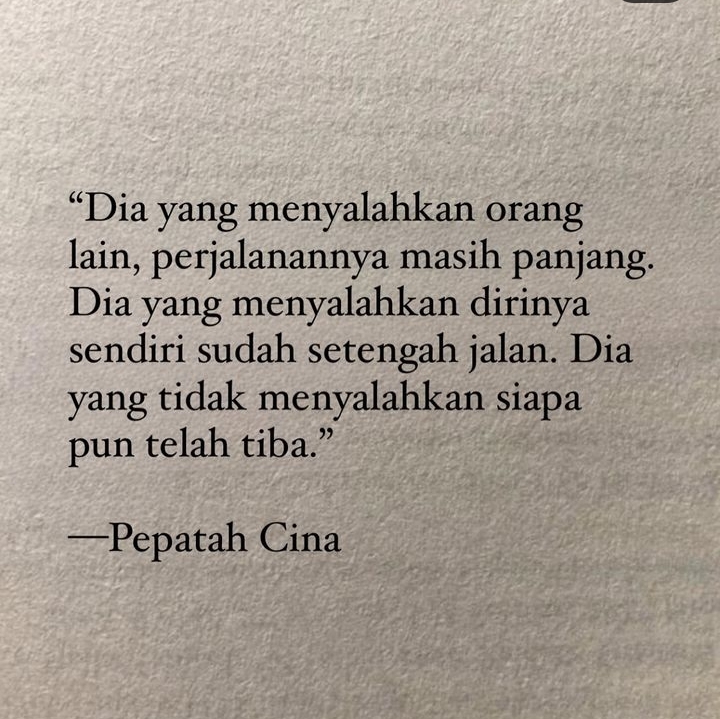 “Dia yang menyalahkan orang
lain, perjalanannya masih panjang.
Dia yang menyalahkan dirinya
sendiri sudah setengah jalan. Dia
yang tidak menyalahkan siapa
pun telah tiba.”
—Pepatah Cina